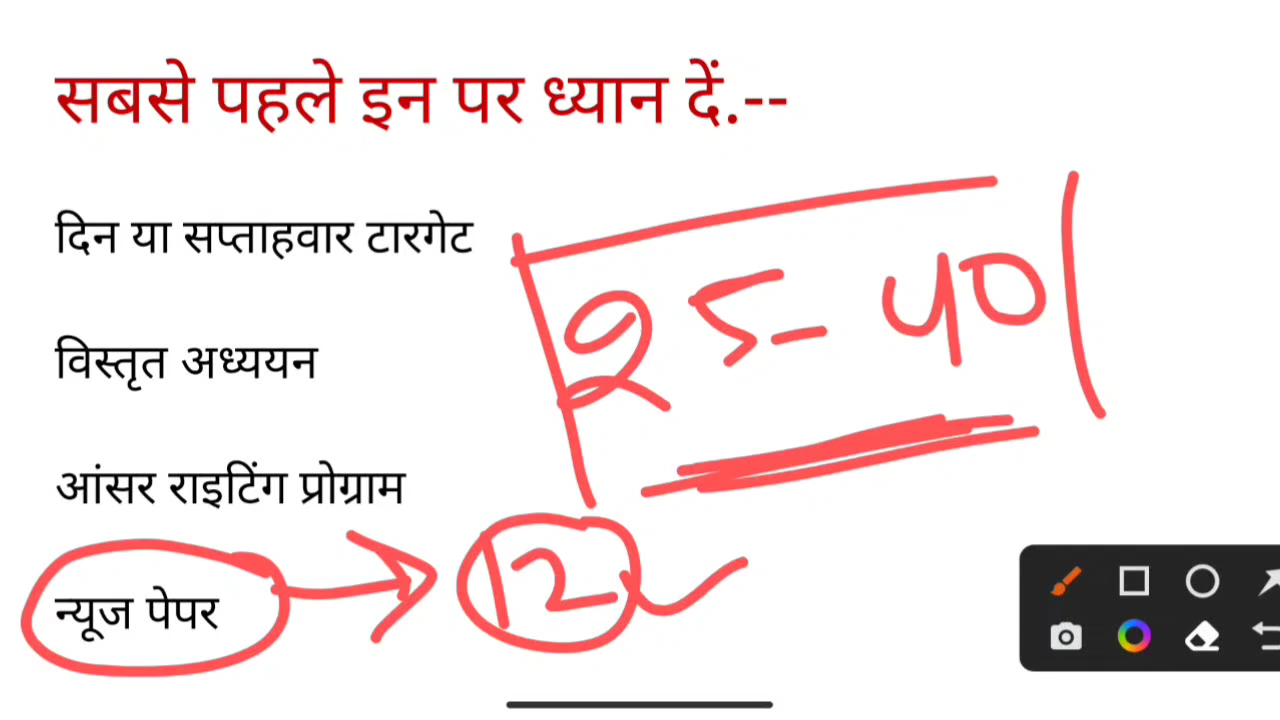 सबसे पहले इन पर ध्यान दें.--
दिन या सप्ताहवार टारगेट
25-40
विस्तृत अध्ययन
आंसर राइटिंग प्रोग्राम
न्यूज पेपर
12